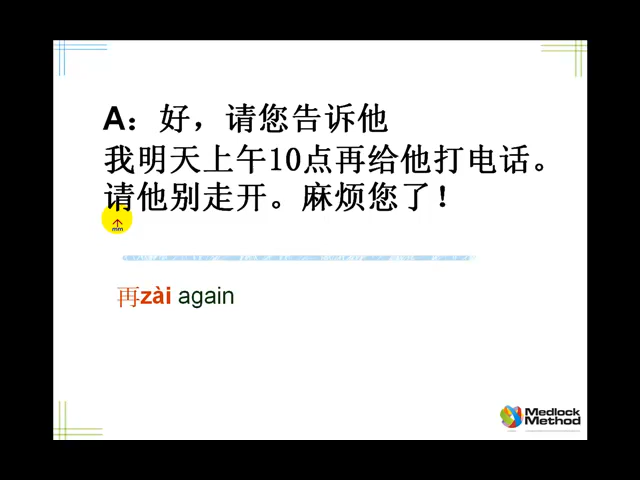 A：好，请您告诉他
我明天上午10点再给他打电话。
请他别走开。麻烦您了！
再zài again
Medlock
Method